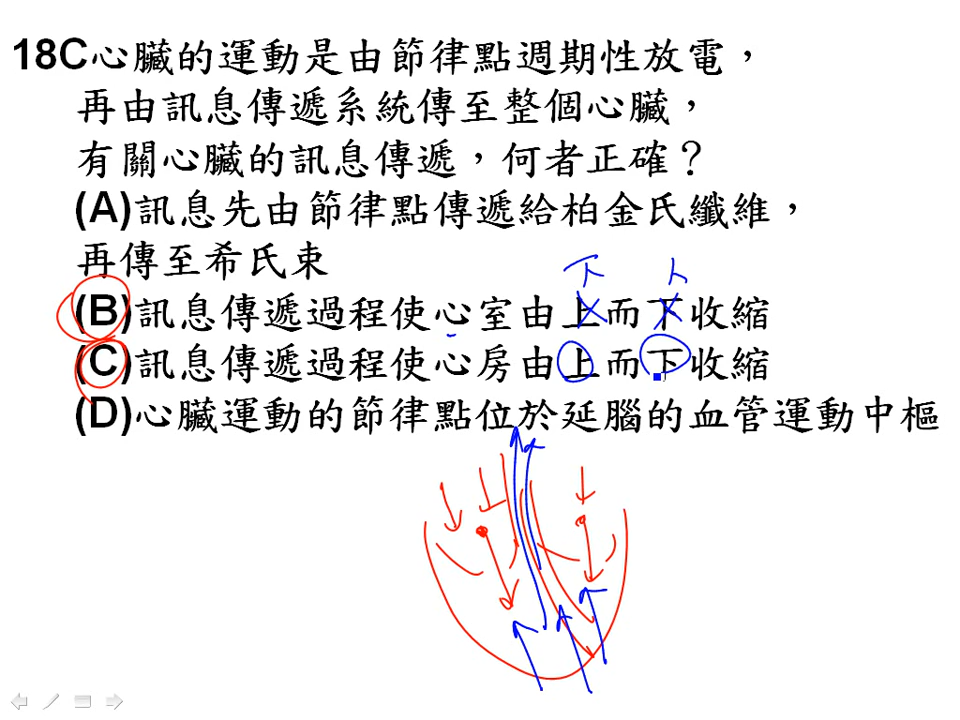 18C心臟的運動是由節律點週期性放電，
再由訊息傳遞系統傳至整個心臟，
有關心臟的訊息傳遞，何者正確？
(A)訊息先由節律點傳遞給柏金氏纖維，
再傳至希氏束
下 上
(B)訊息傳遞過程使心室由上而下收縮
(C)訊息傳遞過程使心房由上而下收縮
(D)心臟運動的節律點位於延腦的血管運動中樞